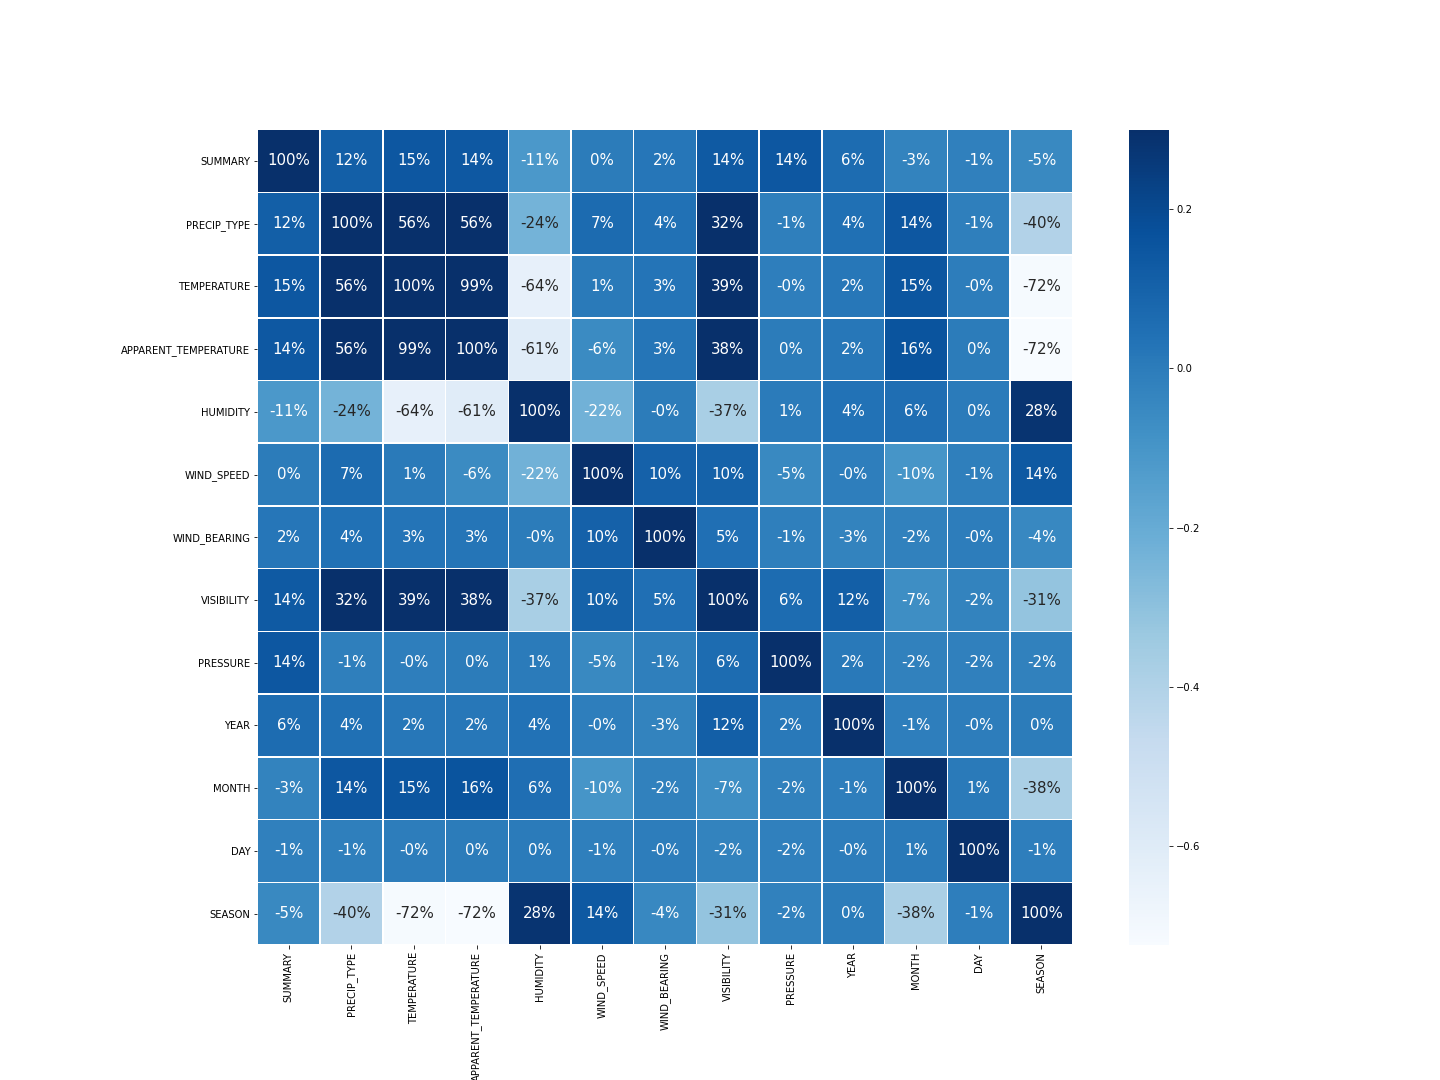 SUMMARY 100% 12% 15% 14% -11% 0% 2% 14% 14% 6% -3% -1% -5%
PRECIP_TYPE 12% 100% 56% 56% -24% 7% 4% 32% -1% 4% 14% -1% -40%
TEMPERATURE 15% 56% 100% 99% -64% 1% 3% 39% -0% 2% 15% -0% -72%
APPARENT_TEMPERATURE 14% 56% 99% 100% -61% -6% 3% 38% 0% 2% 16% 0% -72%
HUMIDITY -11% -24% -64% -61% 100% -22% -0% -37% 1% 4% 6% 0% 28%
WIND_SPEED 0% 7% 1% -6% -22% 100% 10% 10% -5% -0% -10% -1% 14%
WIND_BEARING 2% 4% 3% 3% -0% 10% 100% 5% -1% -3% -2% -0% -4%
VISIBILITY 14% 32% 39% 38% -37% 10% 5% 100% 6% 12% -7% -2% -31%
PRESSURE 14% -1% -0% 0% 1% -5% -1% 6% 100% 2% -2% -2% -2%
YEAR 6% 4% 2% 2% 4% -0% -3% 12% 2% 100% -1% -0% 0%
MONTH -3% 14% 15% 16% 6% -10% -2% -7% -2% -1% 100% 1% -38%
DAY -1% -1% -0% 0% 0% -1% -0% -2% -2% -0% 1% 100% -1%
SEASON -5% -40% -72% -72% 28% 14% -4% -31% -2% 0% -38% -1% 100%
SUMMARY
PRECIP_TYPE
TEMPERATURE
APPARENT_TEMPERATURE
HUMIDITY
WIND_SPEED
WIND_BEARING
VISIBILITY
PRESSURE
YEAR
MONTH
DAY
SEASON
0.2
0.0
−0.2
−0.4
−0.6